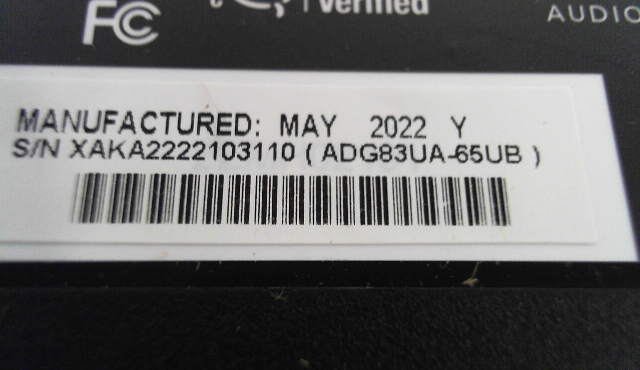 FC
Verified
AUDIO
MANUFACTURED: MAY 2022 Y
S/N XAKA2222103110 ( ADG83UA-65UB )